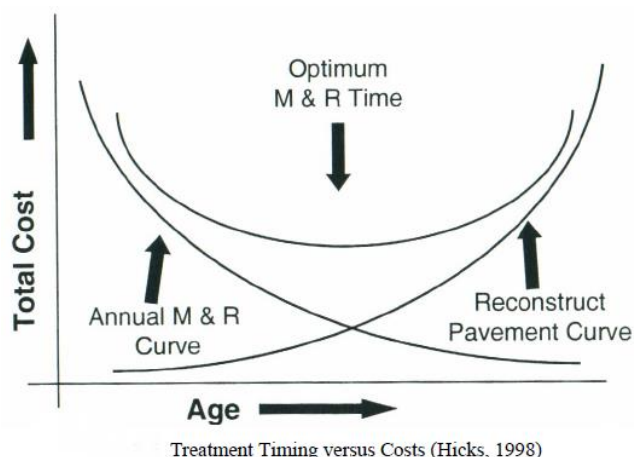 Optimum
M & R Time
Total Cost
Annual M & R
Curve
Reconstruct
Pavement Curve
Age
Treatment Timing versus Costs (Hicks, 1998)